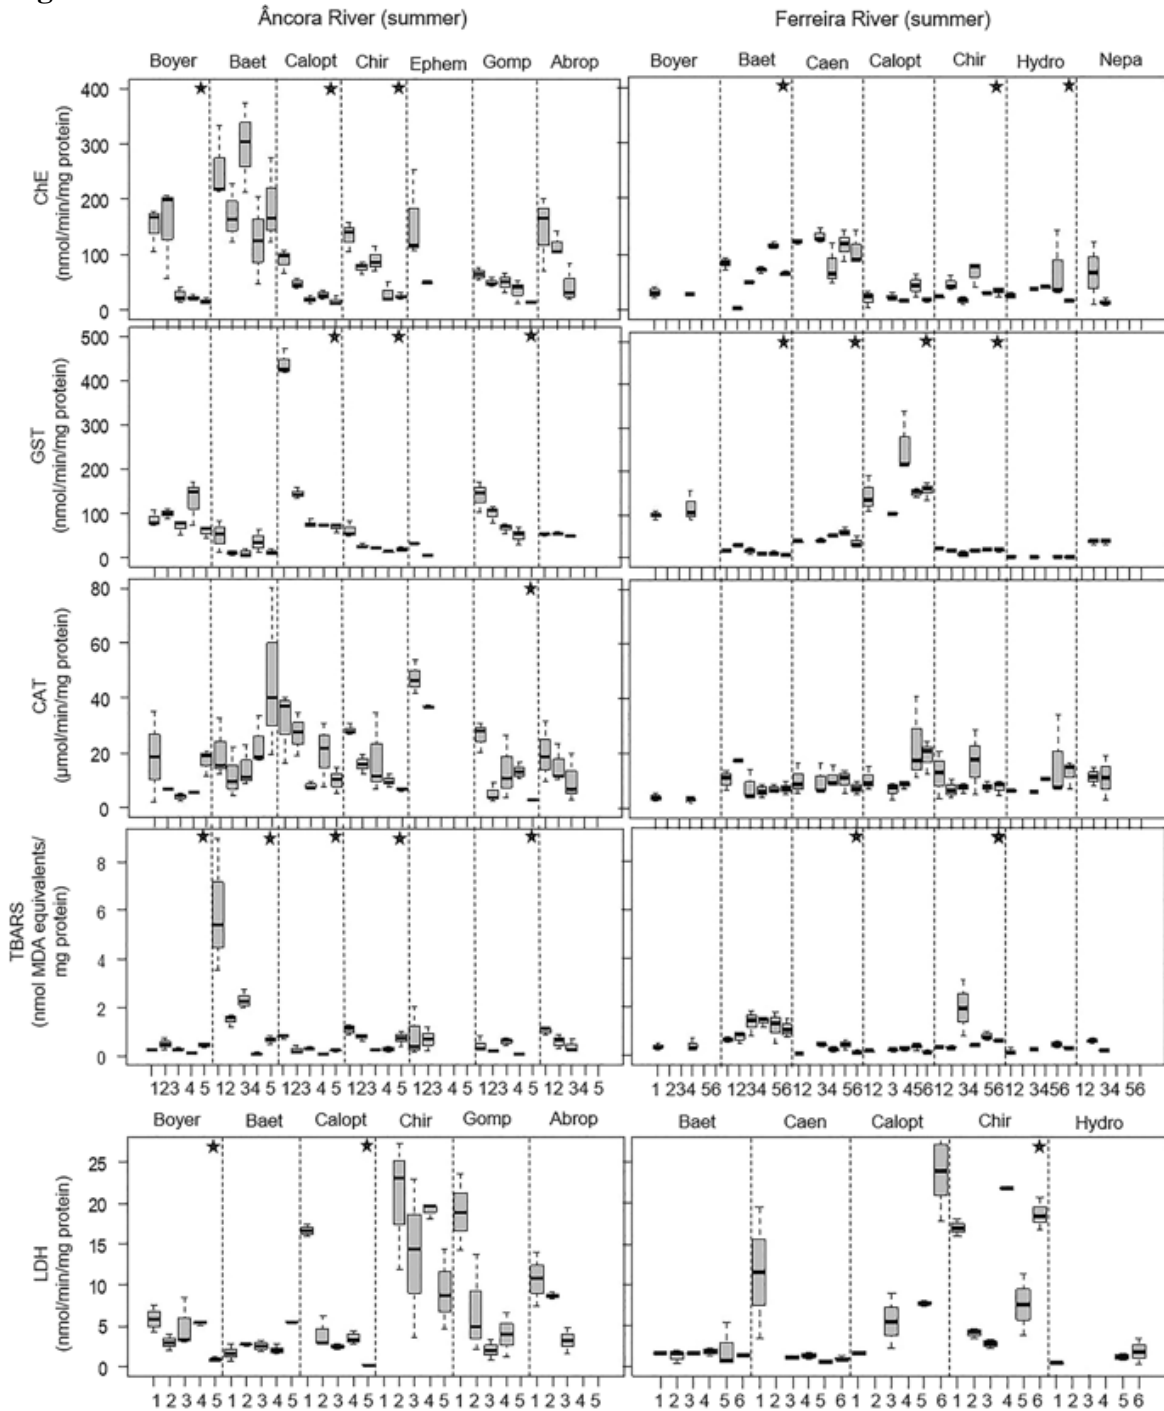 Âncora River (summer) Ferreira River (summer)
Boyer Baet Calopt Chir Ephem Gomp Abrop Boyer Baet Caen Calopt Chir Hydro Nepa
ChE
(nmol/min/mg protein)
400
300
200
100
0
GST
(nmol/min/mg protein)
500
400
300
200
100
0
CAT
(µmol/min/mg protein)
80
60
40
20
0
TBARS
(nmol MDA equivalents/
mg protein)
8
6
4
2
0
123 4 5 12 34 5 123 4 5 12 3 4 5 123 4 5 123 4 5 12 34 5 1 234 56 1234 56 12 34 56 12 3 456 12 34 56 12 3456 12 34 56
Boyer Baet Calopt Chir Gomp Abrop Baet Caen Calopt Chir Hydro
LDH
(nmol/min/mg protein)
25
20
15
10
5
0
1 2 3 4 5 1 2 3 4 5 1 2 3 4 5 1 2 3 4 5 1 2 3 4 5 1 2 3 4 5 1 2 3 4 5 6 1 2 3 4 6 1 2 3 5 6 1 2 3 4 5 6 1 2 3 5 6